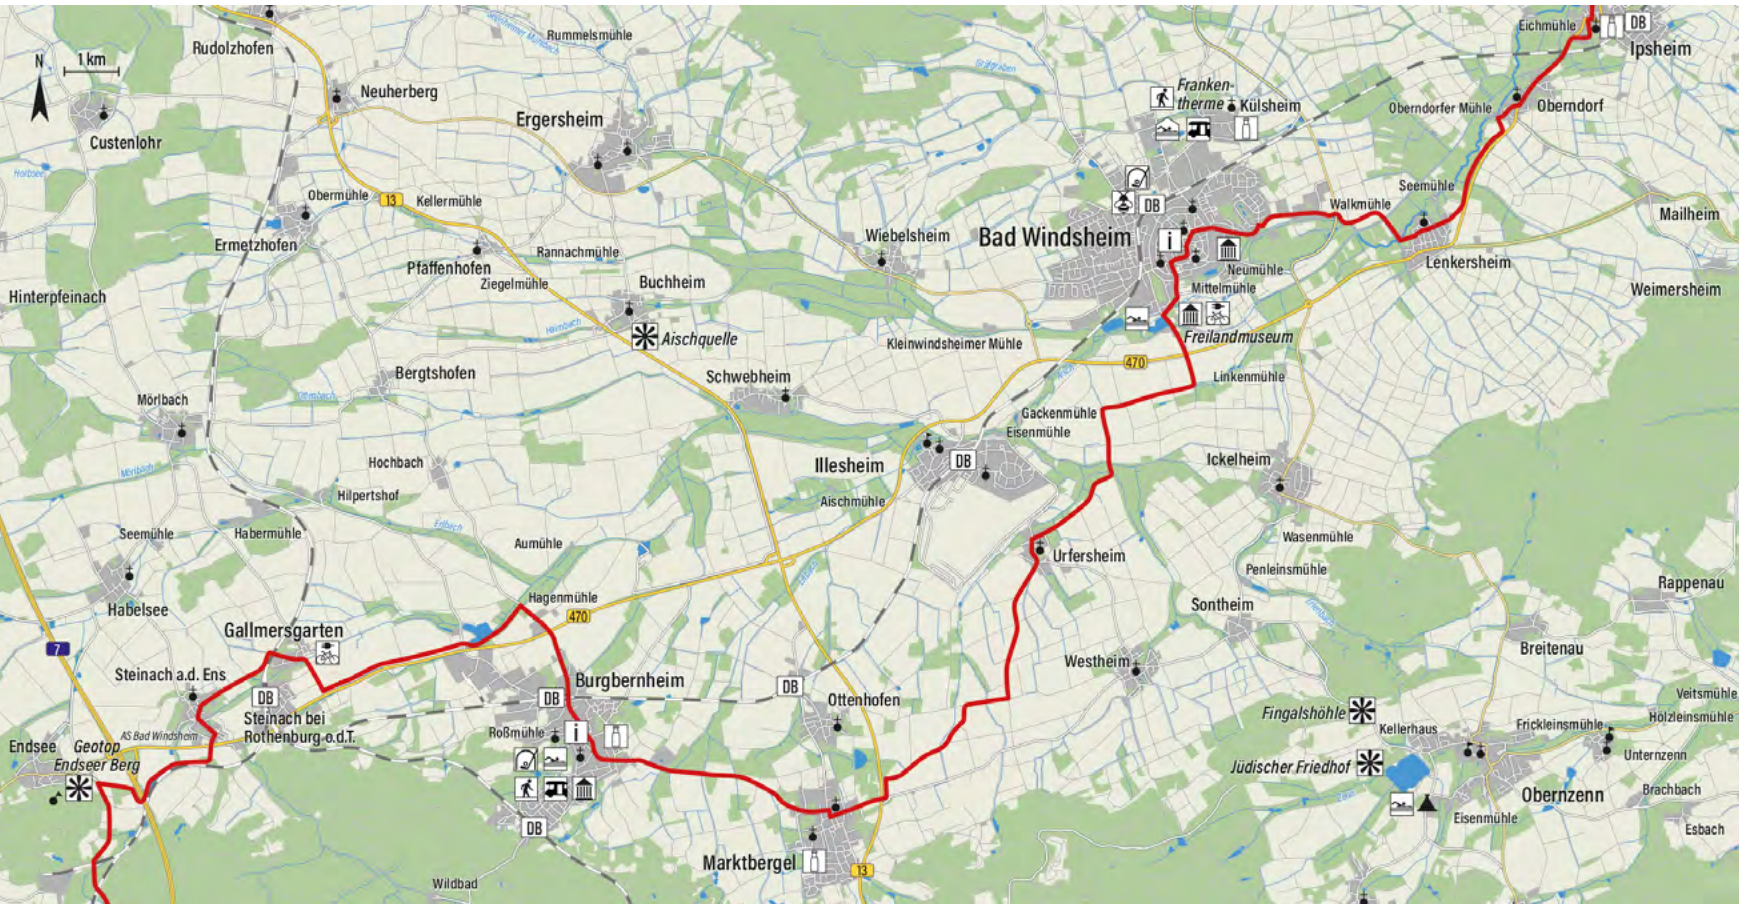 Rudolzhofen
Rummelsmühle
Eichmühle
DB
Ipsheim
N
1 km
Neuherberg
Custenlohr
Ergersheim
Franken-
therme
Külsheim
Oberndorfer Mühle
Oberndorf
Holbsee
Obermühle
13
Kellermühle
Ermetzhofen
Pfaffenhofen
Rannachmühle
Ziegelmühle
Wiebelsheim
DB
Bad Windsheim
i
Seemühle
Walkmühle
Mailheim
Lenkersheim
Neumühle
Mittelmühle
Weimersheim
Hinterpfeinach
Buchheim
Aischquelle
Kleinwindsheimer Mühle
Freilandmuseum
470
Linkenmühle
Bergtshofen
Schwebheim
Mörlbach
Gackenmühle
Eisenmühle
Illesheim
DB
Ickelheim
Hochbach
Mörlbach
Hilpertshof
Aischmühle
Erlbach
Seemühle
Habermühle
Aumühle
Urfersheim
Wasenmühle
Penleinsmühle
Rappenau
Habelsee
Hagenmühle
470
Sontheim
7
Gallmersgarten
Breitenau
Westheim
Steinach a.d. Ens
DB
Burgbernheim
DB
DB
Ottenhofen
Veitsmühle
Hölzleinsmühle
Steinach bei
Rothenburg o.d.T.
AS Bad Windsheim
Fingalshöhle
Kellerhaus
Frickleinsmühle
Unternzenn
Roßmühle
i
Endsee
Geotop
Endseer Berg
Jüdischer Friedhof
Obernzenn
Brachbach
Eisenmühle
Esbach
DB
Marktbergel
13
Wildbad